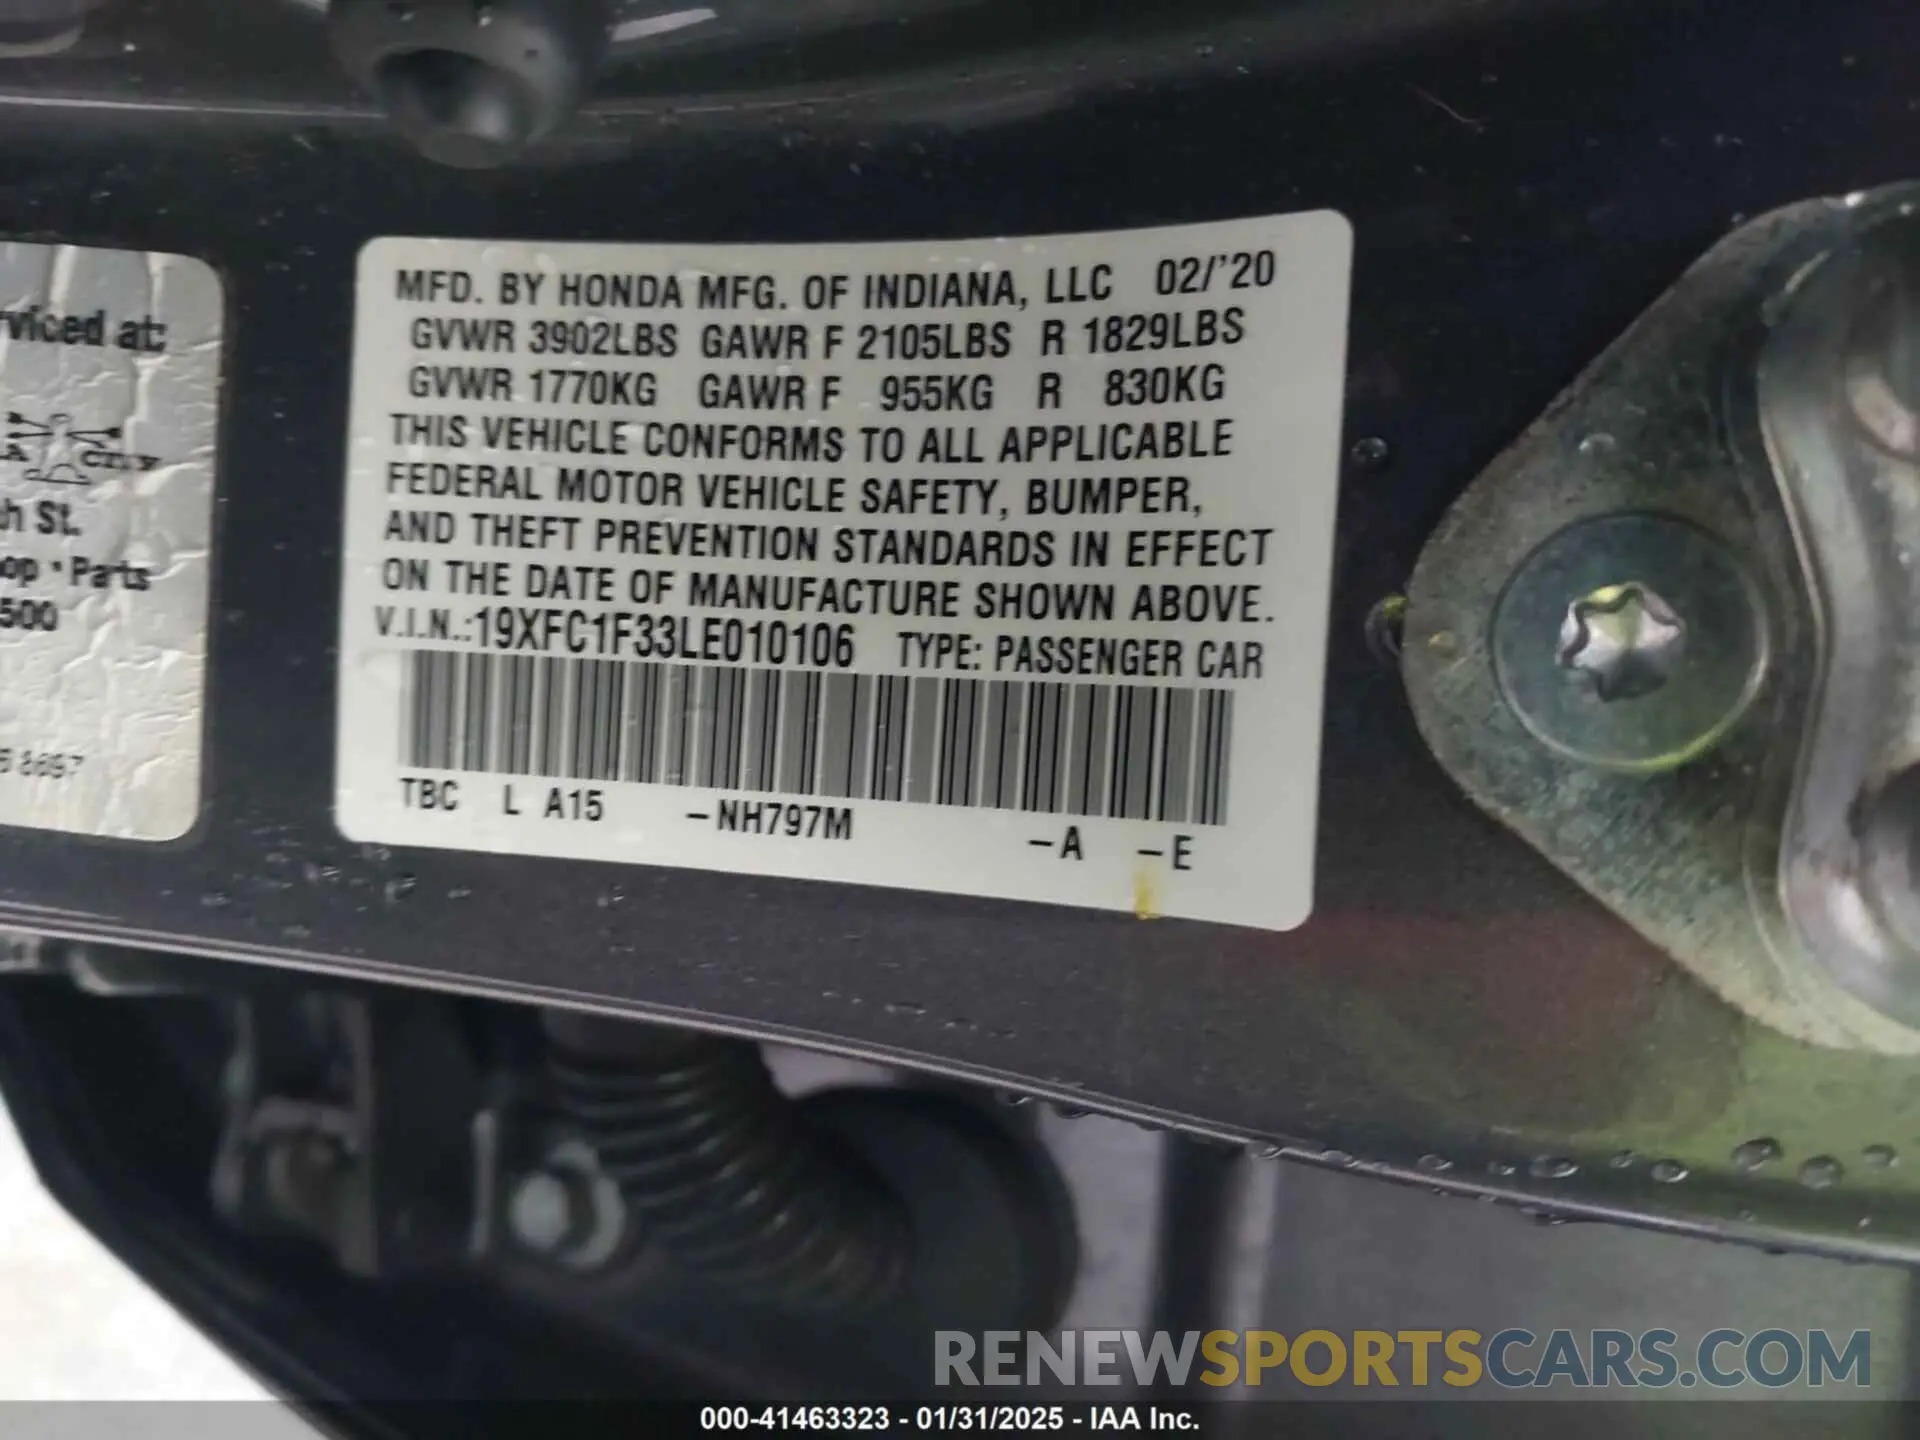 rviced at:
CITY
h St.
op • Parts
500
8697
MFD. BY HONDA MFG. OF INDIANA, LLC 02/'20
GVWR 3902LBS GAWR F 2105LBS R 1829LBS
GVWR 1770KG GAWR F 955KG R 830KG
THIS VEHICLE CONFORMS TO ALL APPLICABLE
FEDERAL MOTOR VEHICLE SAFETY, BUMPER,
AND THEFT PREVENTION STANDARDS IN EFFECT
ON THE DATE OF MANUFACTURE SHOWN ABOVE.
V.I.N.:19XFC1F33LE010106 TYPE: PASSENGER CAR
TBC L A15 -NH797M -A -E
RENEWSPORTSCARS.COM
000-41463323 - 01/31/2025 - IAA Inc.